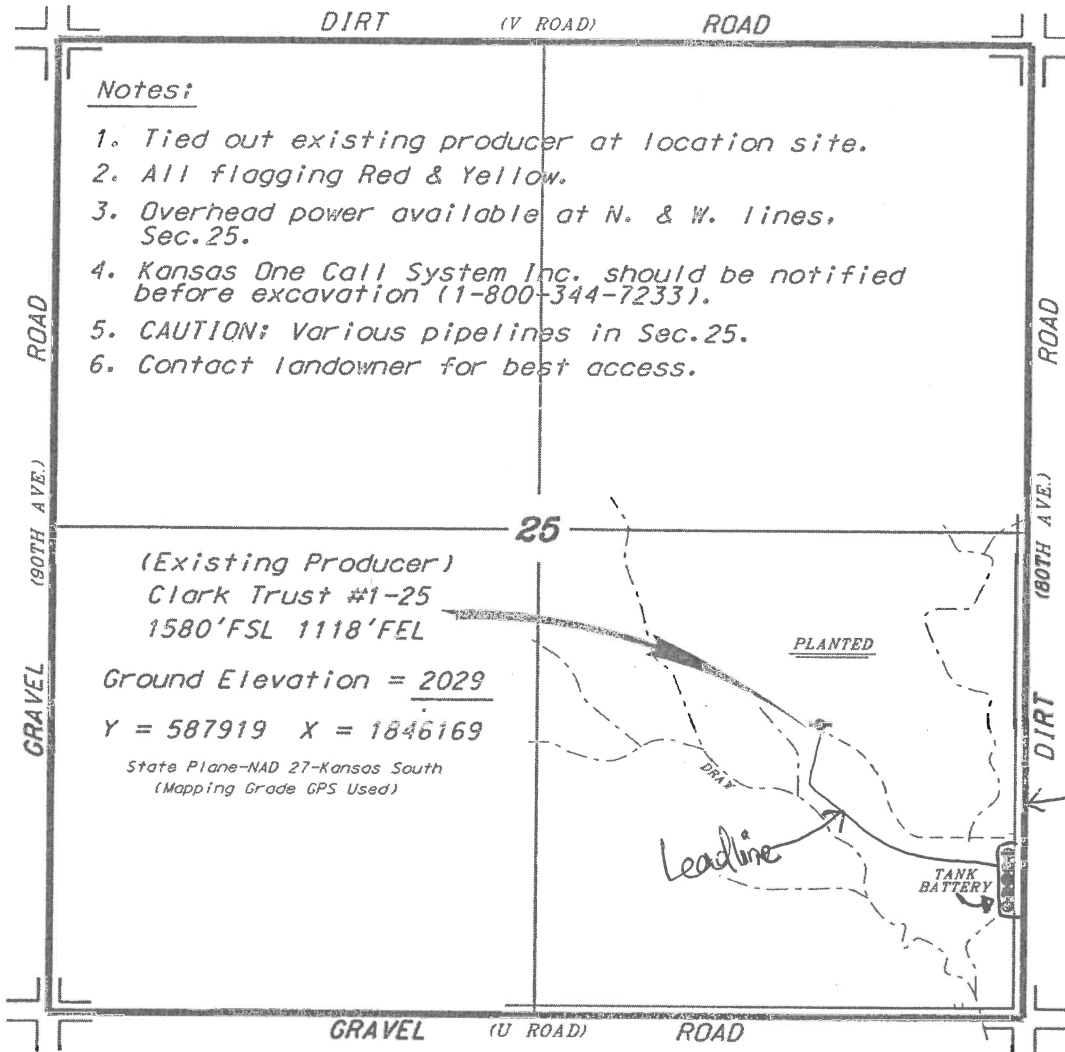 DIRT (V ROAD) ROAD
Notes:
1. Tied out existing producer at location site.
2. All flagging Red & Yellow.
3. Overhead power available at N. & W. lines,
Sec.25.
4. Kansas One Call System Inc. should be notified
before excavation (1-800-344-7233).
5. CAUTION: Various pipelines in Sec.25.
6. Contact landowner for best access.
GRAVEL (90TH AVE.) ROAD
25
(Existing Producer)
Clark Trust #1-25
1580'FSL 1118'FEL
Ground Elevation = 2029
Y = 587919 X = 1846169
State Plane-NAD 27-Kansas South
(Mapping Grade GPS Used)
PLANTED
DRAW
Leadline
TANK
BATTERY
DIRT (80TH AVE.) ROAD
GRAVEL (U ROAD) ROAD